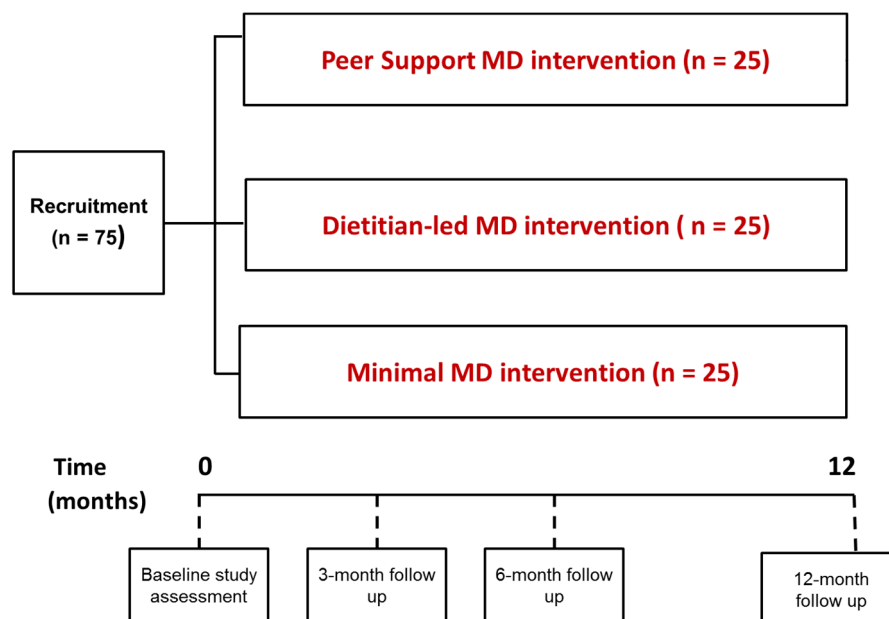 Peer Support MD intervention (n = 25)
Recruitment
(n = 75)
Dietitian-led MD intervention ( n = 25)
Minimal MD intervention (n = 25)
Time
(months)
0
12
Baseline study
assessment
3-month follow
up
6-month follow
up
12-month
follow up